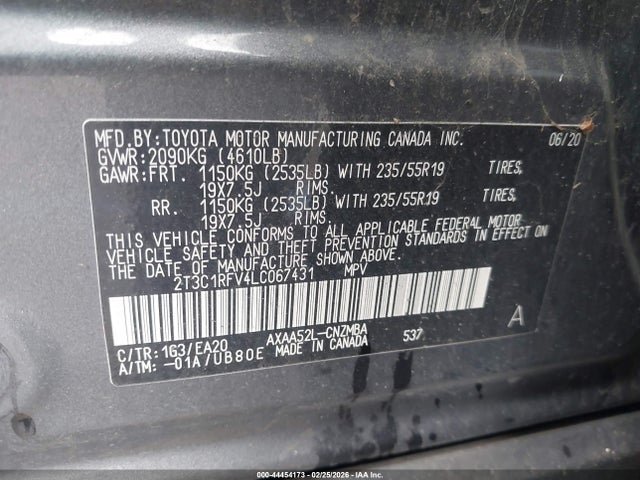 MFD.BY:TOYOTA MOTOR MANUFACTURING CANADA INC. 06/20
GVWR:2090KG (4610LB)
GAWR:FRT. 1150KG (2535LB) WITH 235/55R19 TIRES,
19X7.5J RIMS.
RR. 1150KG (2535LB) WITH 235/55R19 TIRES,
19X7.5J RIMS.
THIS VEHICLE CONFORMS TO ALL APPLICABLE FEDERAL MOTOR
VEHICLE SAFETY AND THEFT PREVENTION STANDARDS IN EFFECT ON
THE DATE OF MANUFACTURE SHOWN ABOVE.
2T3C1RFV4LC067431 MPV
C/TR:163/EA20 AXAA52L-CNZMBA 537 A
A/TM:-01A/UB80E MADE IN CANADA
000-44454173 - 02/25/2026 - IAA Inc.